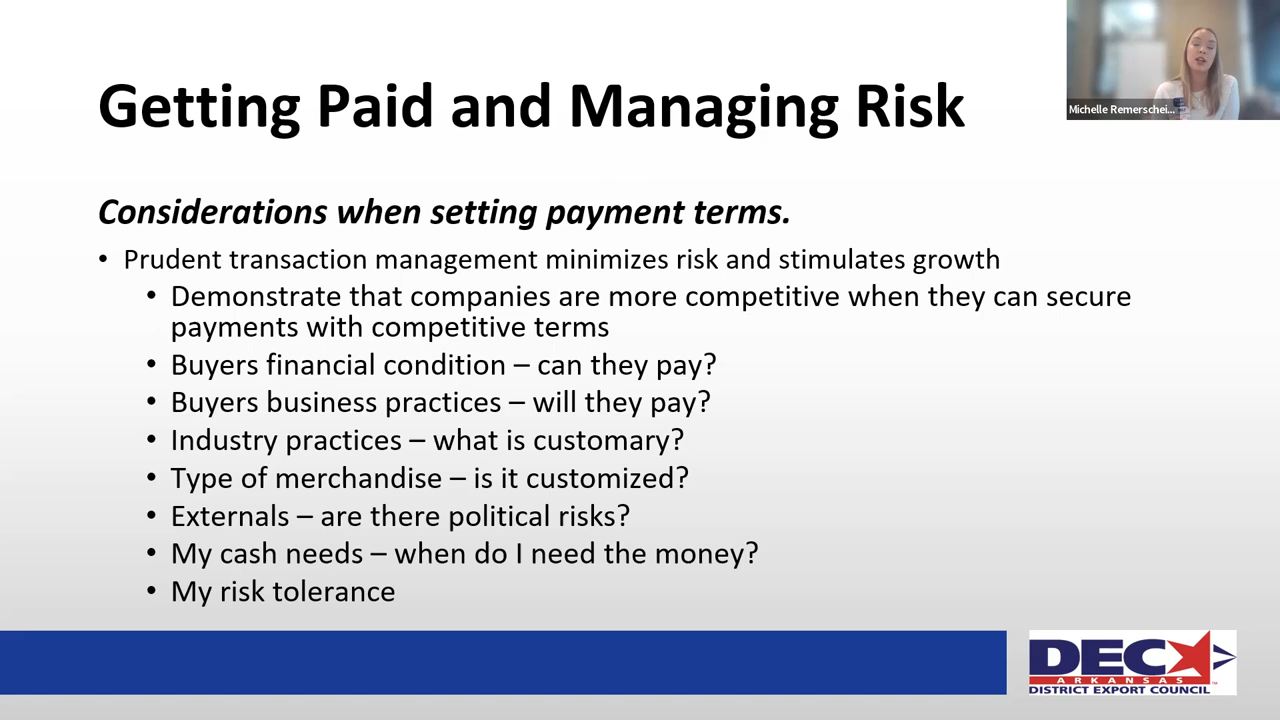 Getting Paid and Managing Risk
Michelle Remerschei...
Considerations when setting payment terms.
• Prudent transaction management minimizes risk and stimulates growth
• Demonstrate that companies are more competitive when they can secure
payments with competitive terms
• Buyers financial condition – can they pay?
• Buyers business practices – will they pay?
• Industry practices – what is customary?
• Type of merchandise – is it customized?
• Externals – are there political risks?
• My cash needs – when do I need the money?
• My risk tolerance
DEC
ARKANSAS
DISTRICT EXPORT COUNCIL